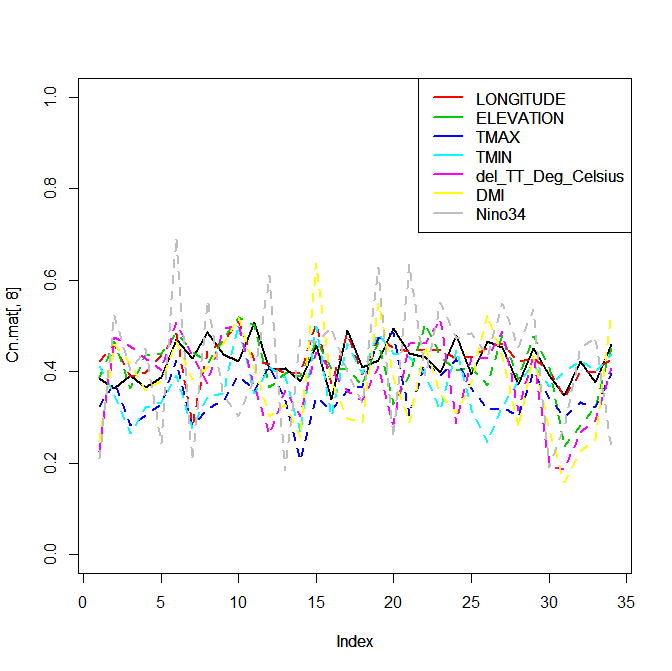 LONGITUDE
ELEVATION
TMAX
TMIN
del_TT_Deg_Celsius
DMI
Nino34
Cn.mat[, 8]
1.0
0.8
0.6
0.4
0.2
0.0
0 5 10 15 20 25 30 35
Index